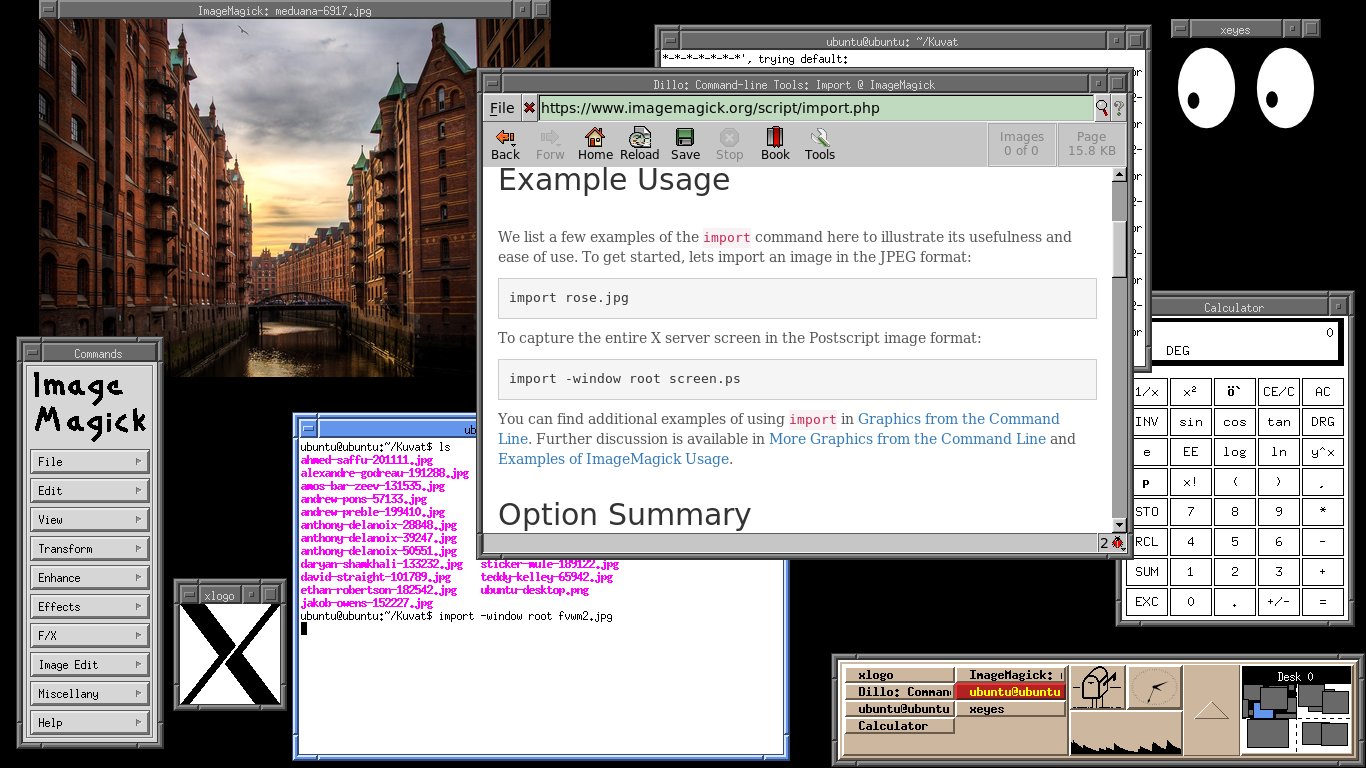 ImageMagick: meduana-6917.jpg
ubuntu@ubuntu: ~/Kuvat
*-*-*-*-*-*-*', trying default:
xeyes
Dillo: Command-line Tools: Import @ ImageMagick
File
https://www.imagemagick.org/script/import.php
?
Back Forw Home Reload Save Stop Book Tools
Images
0 of 0
Page
15.8 KB
Example Usage
We list a few examples of the import command here to illustrate its usefulness and
ease of use. To get started, lets import an image in the JPEG format:
import rose.jpg
To capture the entire X server screen in the Postscript image format:
import -window root screen.ps
You can find additional examples of using import in Graphics from the Command
Line. Further discussion is available in More Graphics from the Command Line and
Examples of ImageMagick Usage.
Option Summary
2
Calculator
0
DEG
1/x x² CE/C AC
INV sin cos tan DRG
e EE log ln y^x
p x! ( ) ,
STO 7 8 9 *
RCL 4 5 6 -
SUM 1 2 3 +
EXC 0 . +/- =
Commands
Image
Magick
File
Edit
View
Transform
Enhance
Effects
F/X
Image Edit
Miscellany
Help
xlogo
ub
ubuntu@ubuntu:~/Kuvat$ ls
ahmed-saffu-201111.jpg
alexandre-godreau-191288.jpg
amos-bar-zeev-131535.jpg
andrew-pons-57133.jpg
andrew-preble-199410.jpg
anthony-delanoix-28848.jpg
anthony-delanoix-39247.jpg
anthony-delanoix-50551.jpg
daryan-shamkhali-133232.jpg sticker-mule-189122.jpg
david-straight-101789.jpg teddy-kelley-65942.jpg
ethan-robertson-182542.jpg ubuntu-desktop.png
jakob-owens-152227.jpg
ubuntu@ubuntu:~/Kuvat$ import -window root fvwm2.jpg
xlogo ImageMagick:
Dillo: Comman ubuntu@ubuntu
ubuntu@ubuntu xeyes
Calculator
Desk 0